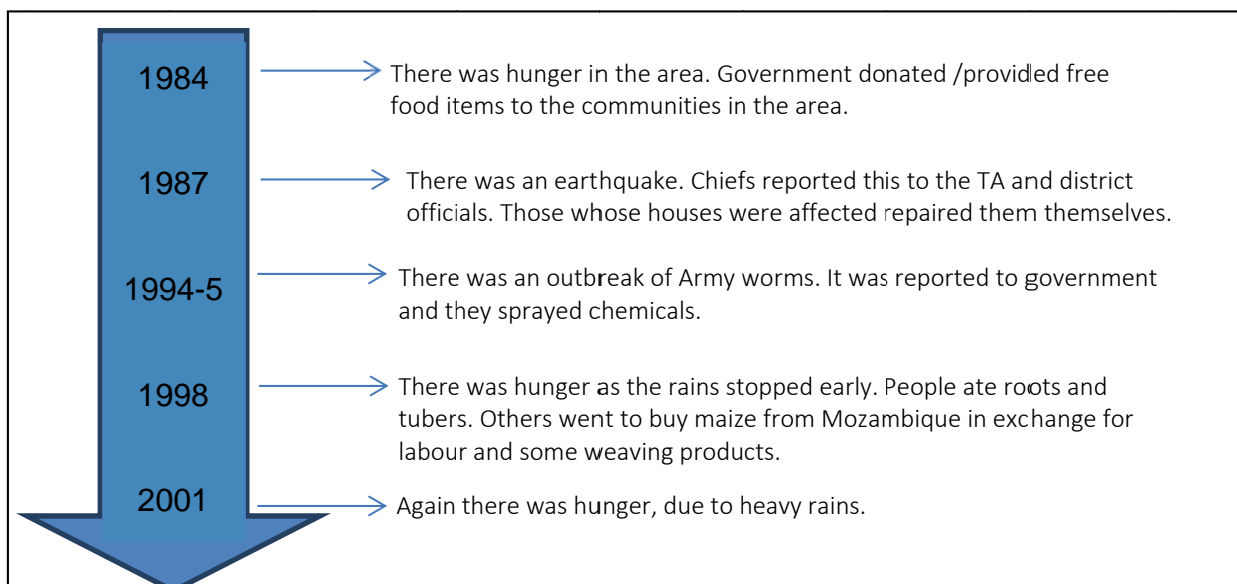 1984
There was hunger in the area. Government donated /provided free
food items to the communities in the area.
1987
There was an earthquake. Chiefs reported this to the TA and district
officials. Those whose houses were affected repaired them themselves.
1994-5
There was an outbreak of Army worms. It was reported to government
and they sprayed chemicals.
1998
There was hunger as the rains stopped early. People ate roots and
tubers. Others went to buy maize from Mozambique in exchange for
labour and some weaving products.
2001
Again there was hunger, due to heavy rains.